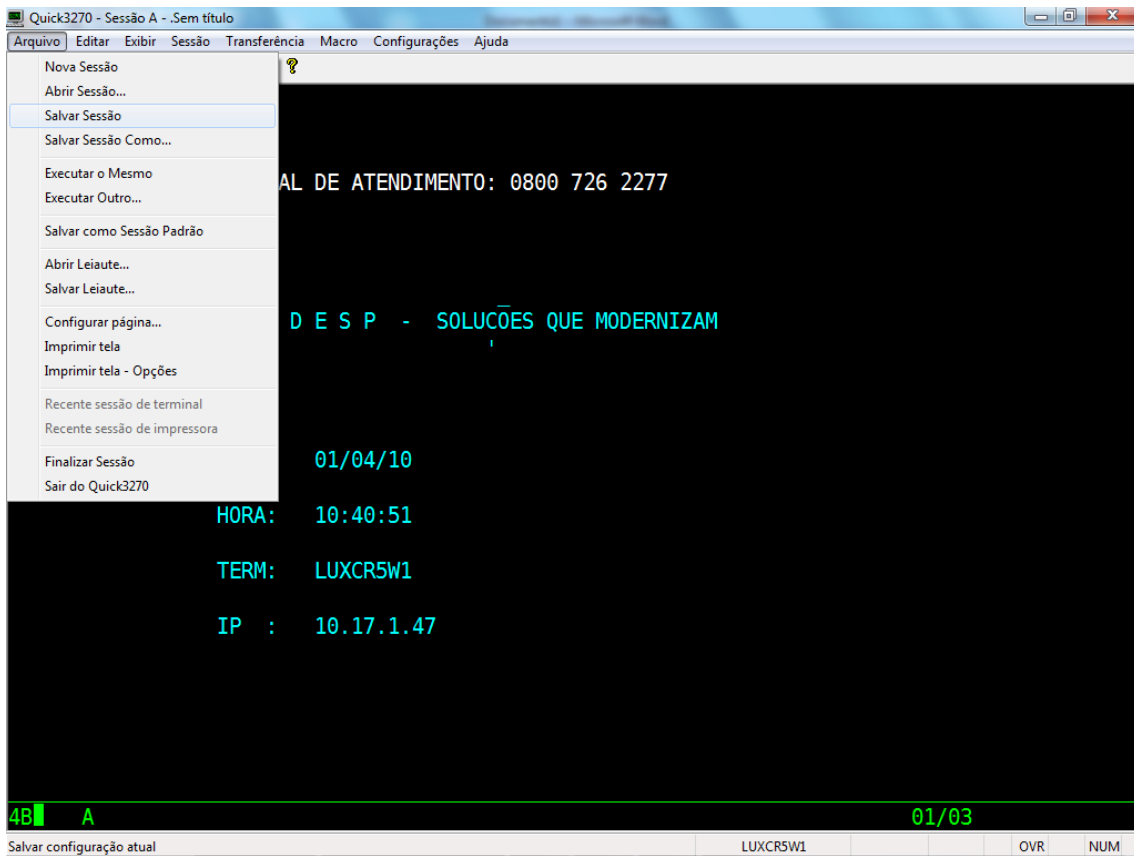 Quick3270 - Sessão A - .Sem título
Arquivo Editar Exibir Sessão Transferência Macro Configurações Ajuda
Nova Sessão
Abrir Sessão...
Salvar Sessão
Salvar Sessão Como...
Executar o Mesmo
Executar Outro...
Salvar como Sessão Padrão
Abrir Leiaute...
Salvar Leiaute...
Configurar página...
Imprimir tela
Imprimir tela - Opções
Recente sessão de terminal
Recente sessão de impressora
Finalizar Sessão
Sair do Quick3270
AL DE ATENDIMENTO: 0800 726 2277
D E S P - SOLUCOES QUE MODERNIZAM
01/04/10
HORA: 10:40:51
TERM: LUXCR5W1
IP : 10.17.1.47
4B A 01/03
Salvar configuração atual LUXCR5W1 OVR NUM